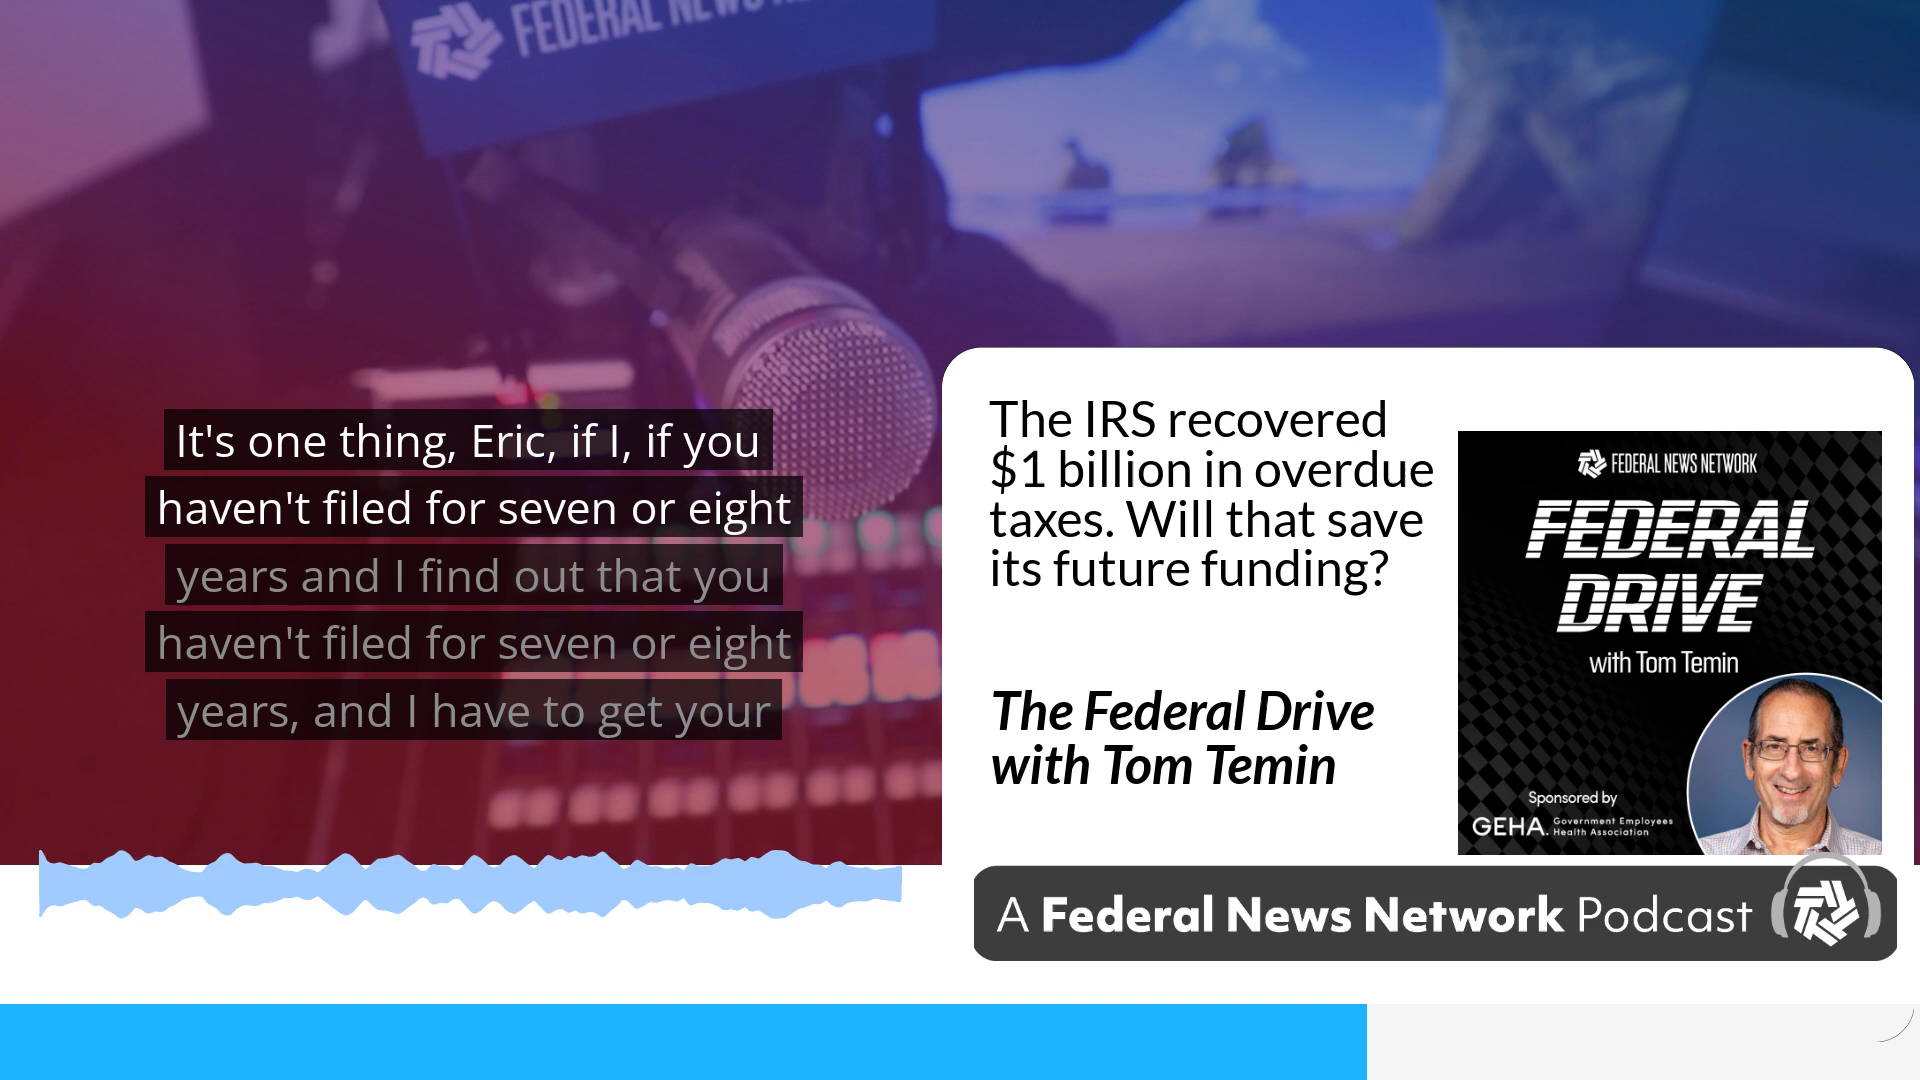 FEDERAL NEWS
It's one thing, Eric, if I, if you
haven't filed for seven or eight
years and I find out that you
haven't filed for seven or eight
years, and I have to get your
The IRS recovered
$1 billion in overdue
taxes. Will that save
its future funding?
The Federal Drive
with Tom Temin
FEDERAL NEWS NETWORK
FEDERAL
DRIVE
with Tom Temin
Sponsored by
GEHA. Government Employees
Health Association
A Federal News Network Podcast